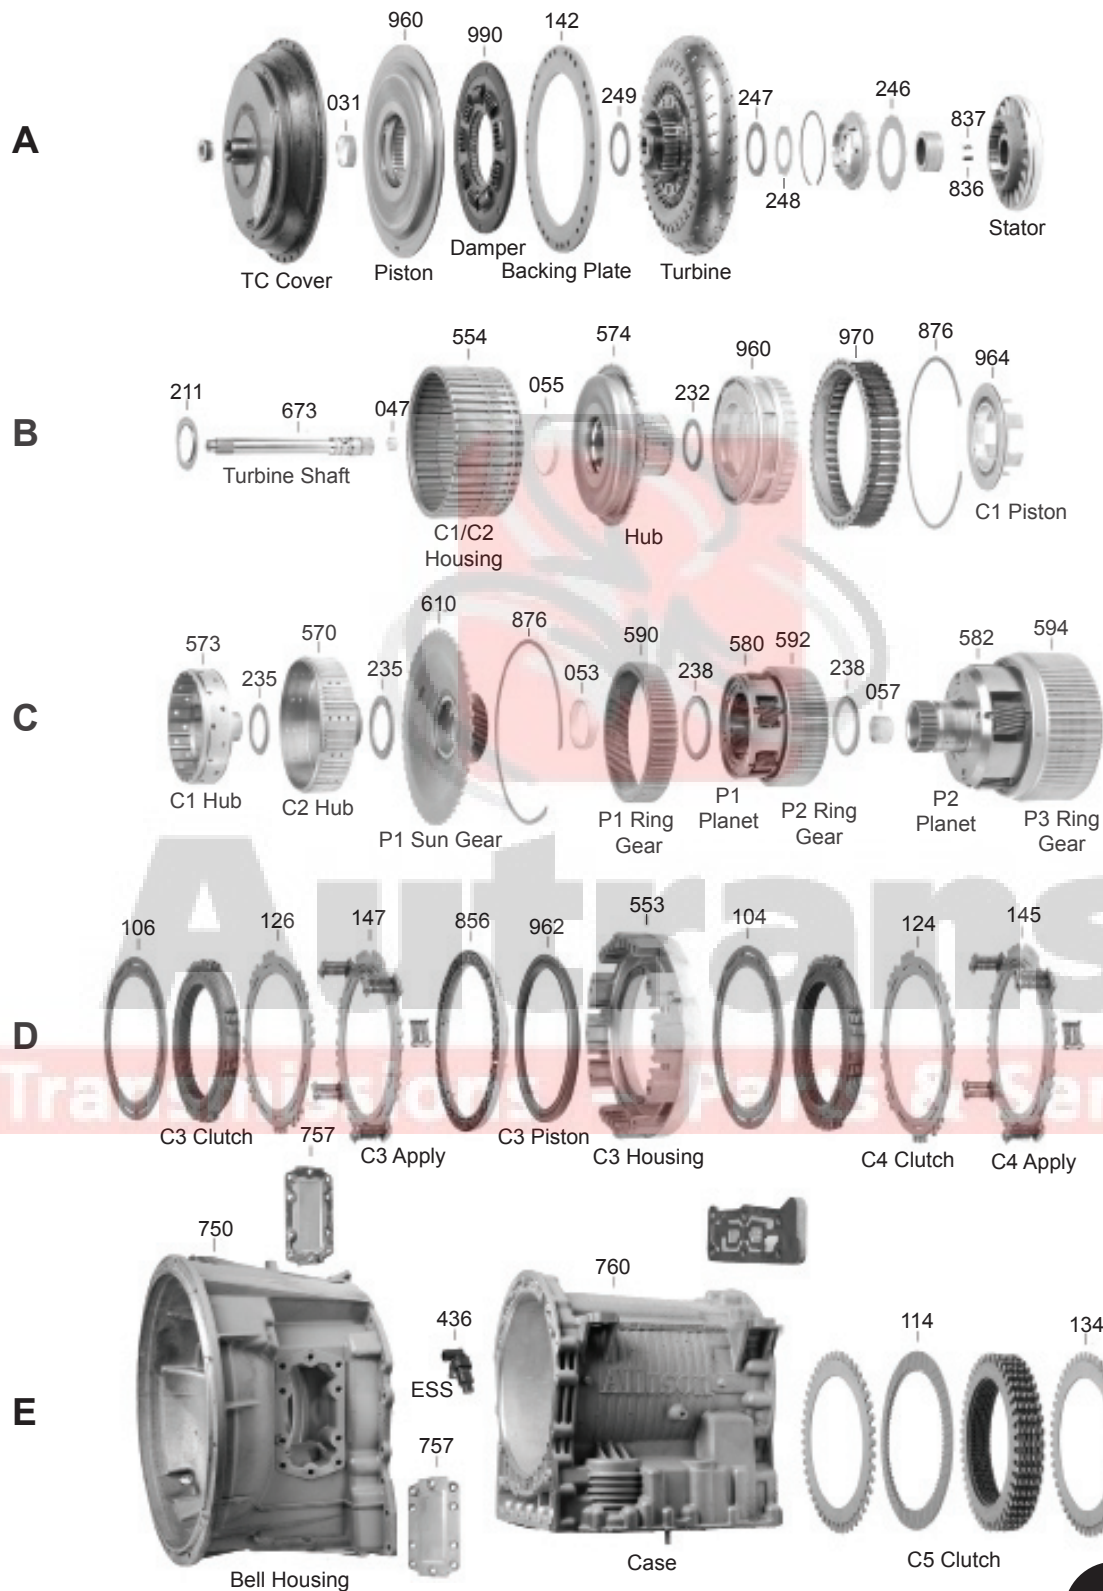 960
990
142
031
249
247
246
837
836
248
A
Stator
Damper
TC Cover
Piston
Backing Plate
Turbine
554
574
960
970
876
964
211
673
047
055
232
B
Turbine Shaft
C1 Piston
C1/C2
Housing
Hub
573
570
610
876
590
580
592
582
594
235
235
053
238
238
057
C
C1 Hub
C2 Hub
P1 Sun Gear
P1 Ring
Gear
P1
Planet
P2 Ring
Gear
P2
Planet
P3 Ring
Gear
Autrans
106
126
147
856
962
553
104
124
145
D
Transmissions - Parts & Ser
C3 Clutch
C3 Apply
C3 Piston
C3 Housing
C4 Clutch
C4 Apply
757
750
760
436
ESS
757
114
134
E
Allison
Bell Housing
Case
C5 Clutch